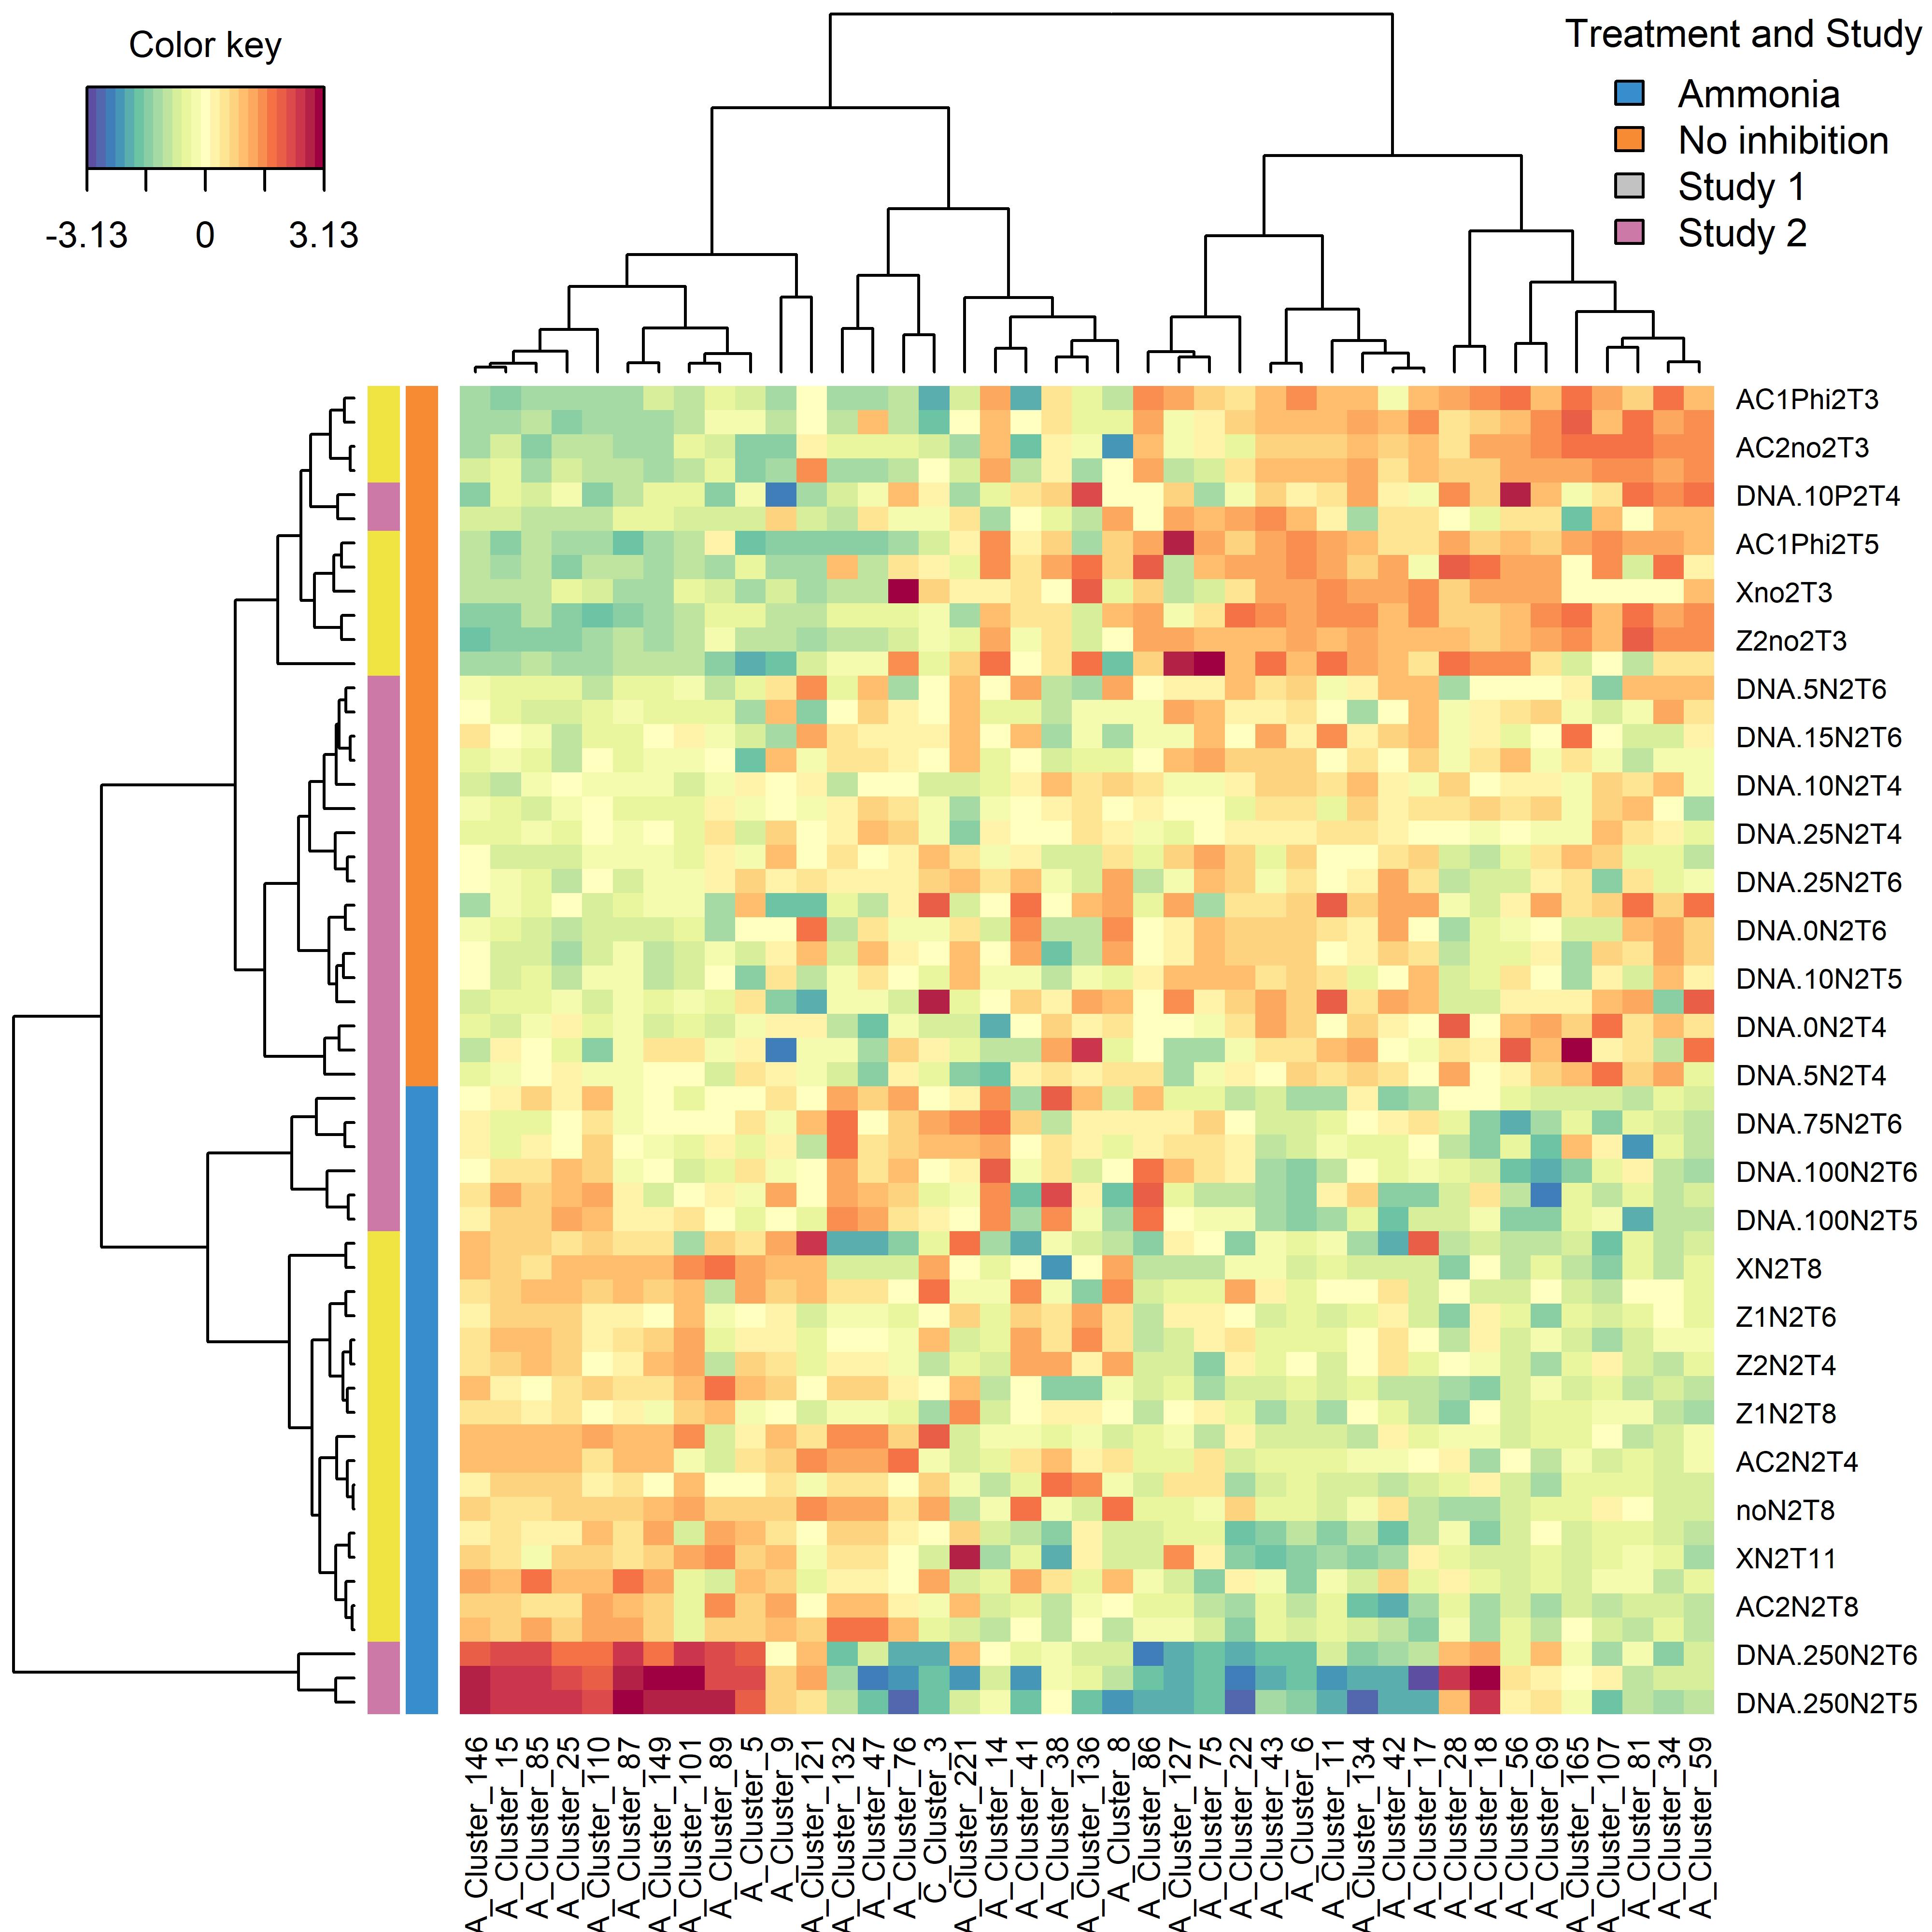 Color key
-3.13 0 3.13
Treatment and Study
Ammonia
No inhibition
Study 1
Study 2
AC1Phi2T3
AC2no2T3
DNA.10P2T4
AC1Phi2T5
Xno2T3
Z2no2T3
DNA.5N2T6
DNA.15N2T6
DNA.10N2T4
DNA.25N2T4
DNA.25N2T6
DNA.0N2T6
DNA.10N2T5
DNA.0N2T4
DNA.5N2T4
DNA.75N2T6
DNA.100N2T6
DNA.100N2T5
XN2T8
Z1N2T6
Z2N2T4
Z1N2T8
AC2N2T4
noN2T8
XN2T11
AC2N2T8
DNA.250N2T6
DNA.250N2T5
A_Cluster_146
A_Cluster_15
A_Cluster_85
A_Cluster_25
A_Cluster_110
A_Cluster_87
A_Cluster_149
A_Cluster_101
A_Cluster_89
A_Cluster_5
A_Cluster_9
A_Cluster_121
A_Cluster_132
A_Cluster_47
A_Cluster_76
C_Cluster_3
A_Cluster_221
A_Cluster_14
A_Cluster_41
A_Cluster_38
A_Cluster_136
A_Cluster_8
A_Cluster_86
A_Cluster_127
A_Cluster_75
A_Cluster_22
A_Cluster_43
A_Cluster_6
A_Cluster_11
A_Cluster_134
A_Cluster_42
A_Cluster_17
A_Cluster_28
A_Cluster_18
A_Cluster_56
A_Cluster_69
A_Cluster_165
A_Cluster_107
A_Cluster_81
A_Cluster_34
A_Cluster_59